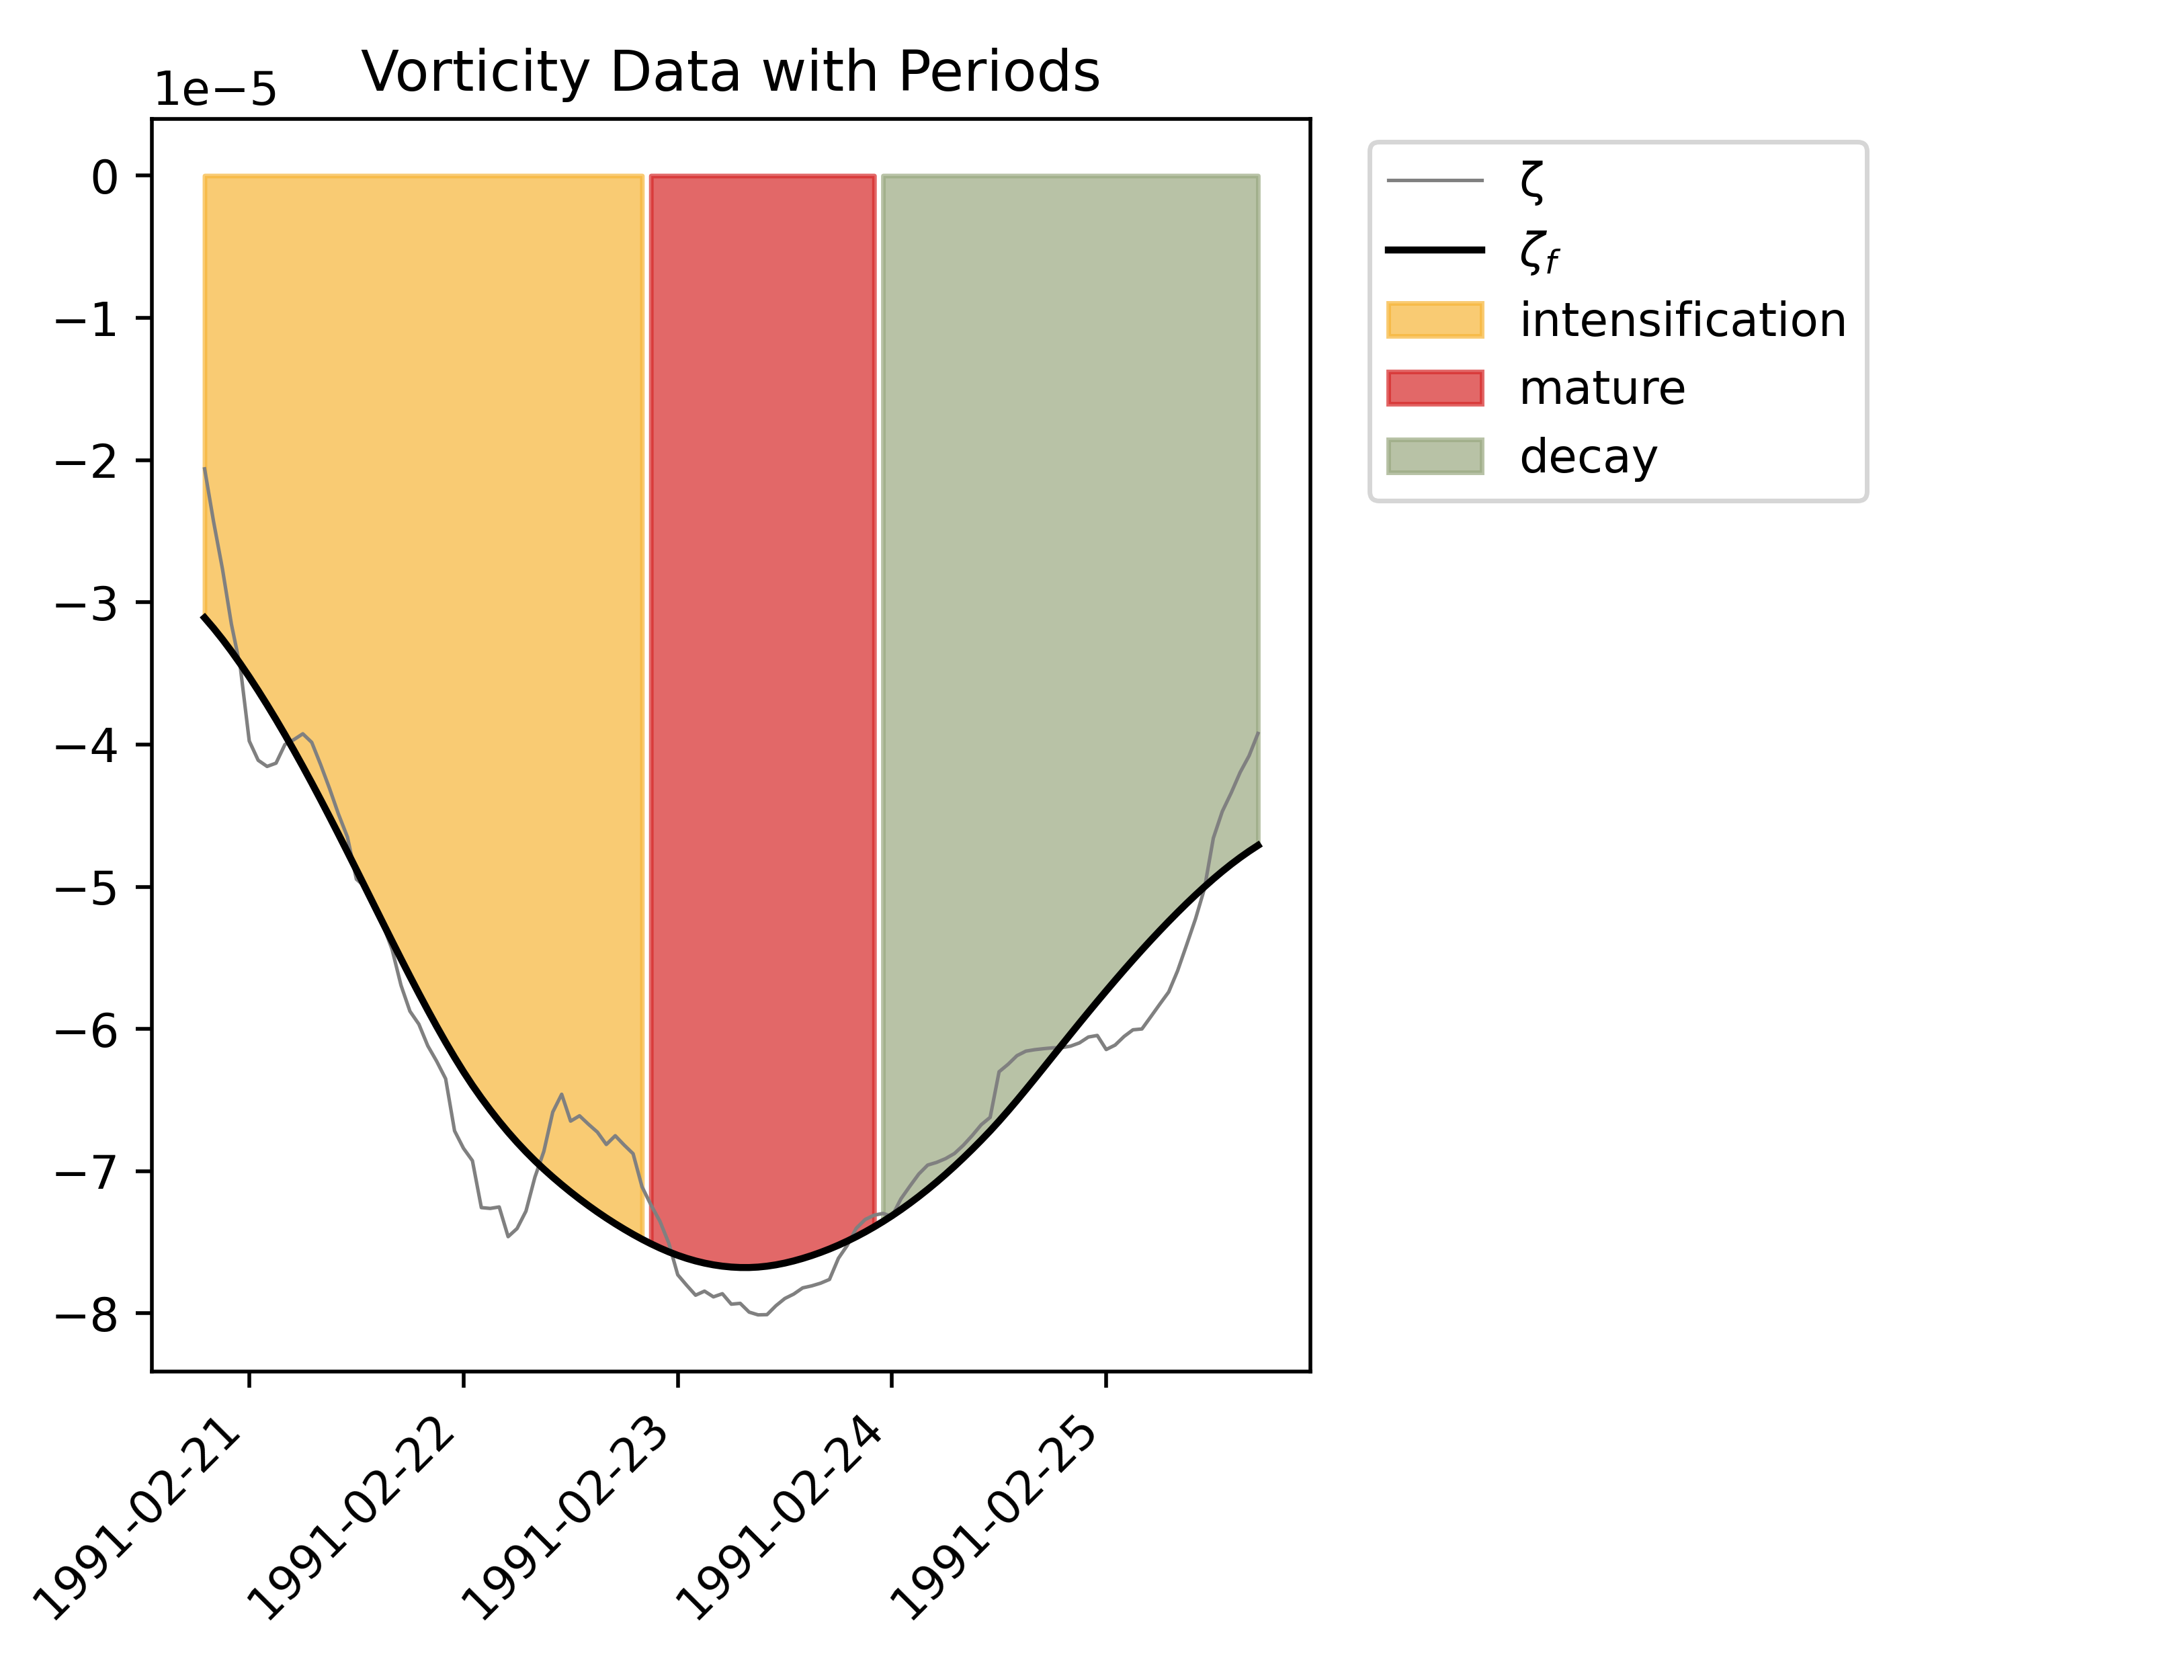 Vorticity Data with Periods
1e−5
0
−1
−2
−3
−4
−5
−6
−7
−8
1991-02-21
1991-02-22
1991-02-23
1991-02-24
1991-02-25
ζ
ζf
intensification
mature
decay